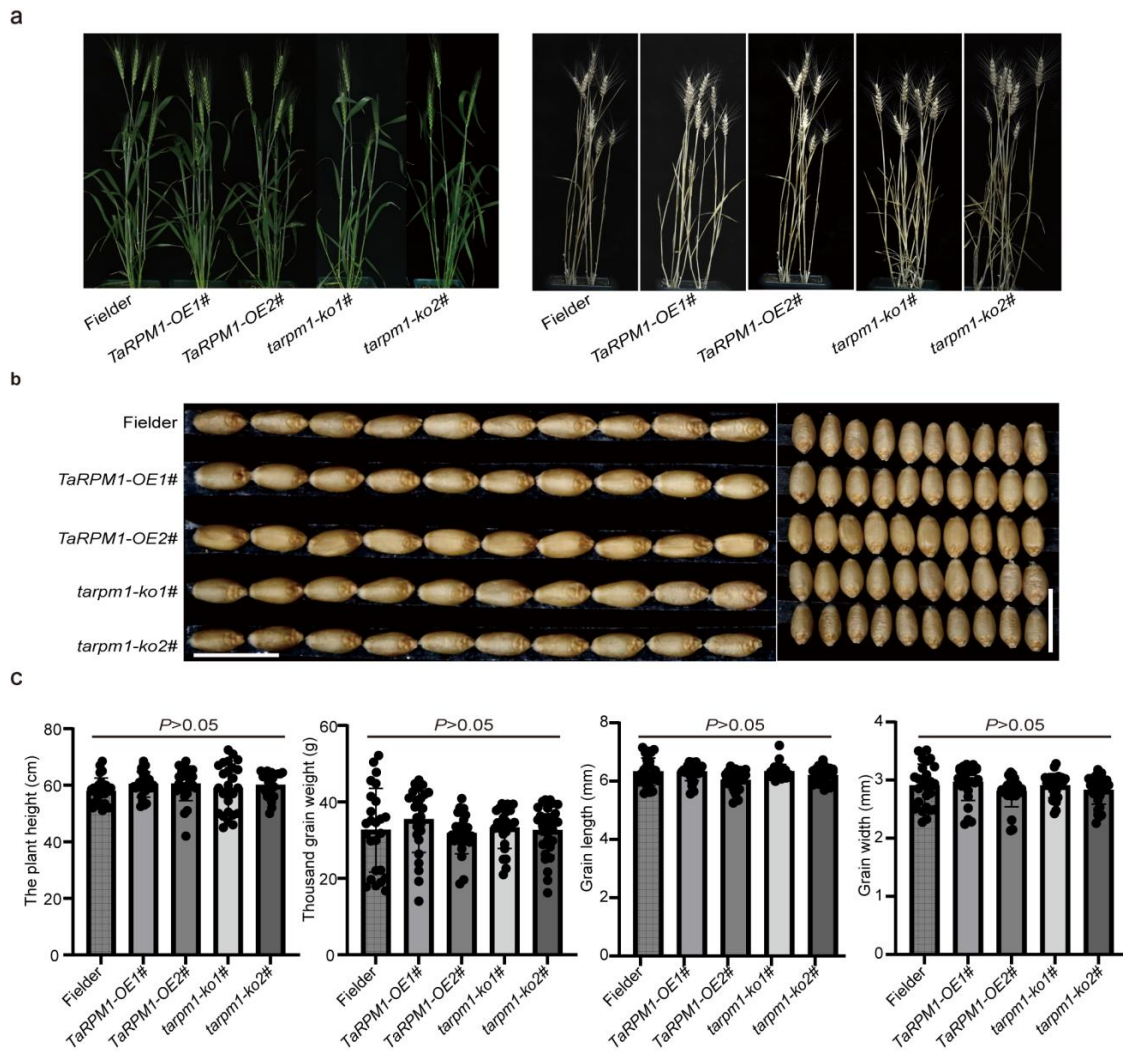 a
Fielder
TaRPM1-OE1#
TaRPM1-OE2#
tarpm1-ko1#
tarpm1-ko2#
Fielder
TaRPM1-OE1#
TaRPM1-OE2#
tarpm1-ko1#
tarpm1-ko2#
b
Fielder
TaRPM1-OE1#
TaRPM1-OE2#
tarpm1-ko1#
tarpm1-ko2#
C
P>0.05
The plant height (cm)
80
60
40
20
0
Fielder
TaRPM1-OE1#
TaRPM1-OE2#
tarpm1-ko1#
tarpm1-ko2#
P>0.05
Thousand grain weight (g)
60
40
20
0
Fielder
TaRPM1-OE1#
TaRPM1-OE2#
tarpm1-ko1#
tarpm1-ko2#
P>0.05
Grain length (mm)
8
6
4
2
0
Fielder
TaRPM1-OE1#
TaRPM1-OE2#
tarpm1-ko1#
tarpm1-ko2#
P>0.05
Grain width (mm)
4
3
2
1
0
Fielder
TaRPM1-OE1#
TaRPM1-OE2#
tarpm1-ko1#
tarpm1-ko2#